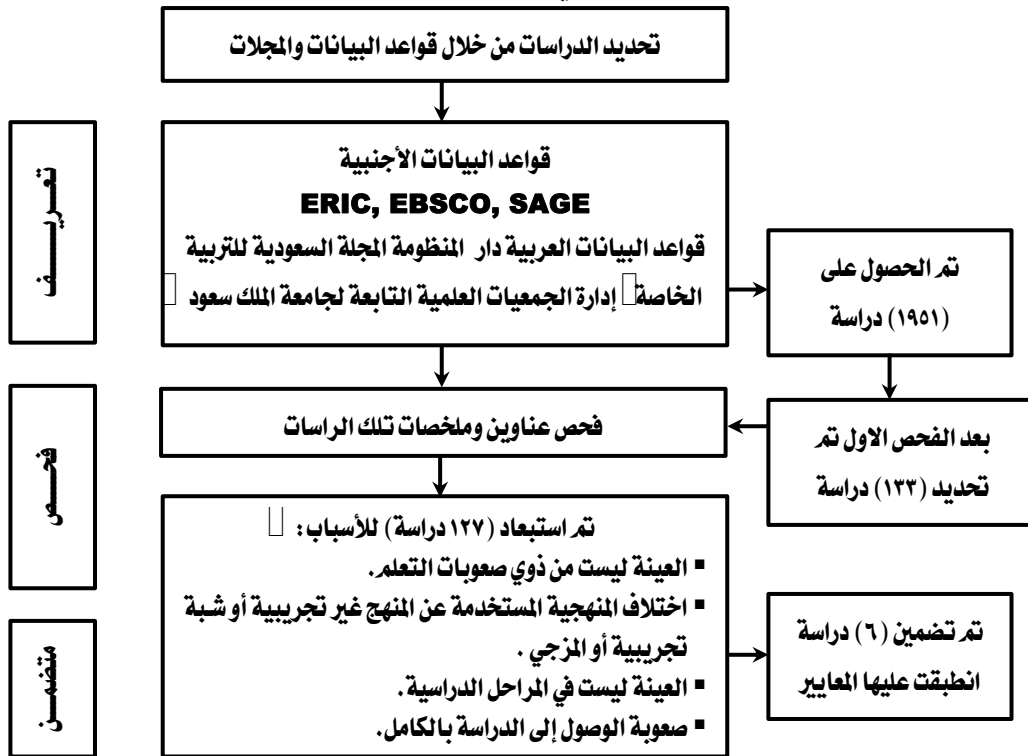 تحديد الدراسات من خلال قواعد البيانات والمجلات
تعريف
قواعد البيانات الأجنبية
ERIC, EBSCO, SAGE
قواعد البيانات العربية دار المنظومة المجلة السعودية للتربية
الخاصة إدارة الجمعيات العلمية التابعة لجامعة الملك سعود
تم الحصول على
(١٩٥١) دراسة
فحص
فحص عناوين وملخصات تلك الراسات
بعد الفحص الاول تم
تحديد (١٣٣) دراسة
متضمن
تم استبعاد (١٢٧ دراسة) للأسباب:
▪ العينة ليست من ذوي صعوبات التعلم.
▪ اختلاف المنهجية المستخدمة عن المنهج غير تجريبية أو شبة
تجريبية أو المزجي .
▪ العينة ليست في المراحل الدراسية.
▪ صعوبة الوصول إلى الدراسة بالكامل.
تم تضمين (٦) دراسة
انطبقت عليها المعايير